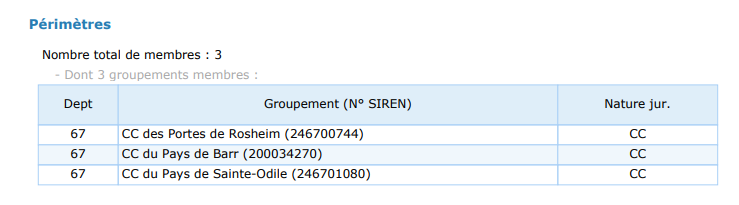 Périmètres
Nombre total de membres : 3
- Dont 3 groupements membres :
Dept Groupement (N° SIREN) Nature jur.
67 CC des Portes de Rosheim (246700744) CC
67 CC du Pays de Barr (200034270) CC
67 CC du Pays de Sainte-Odile (246701080) CC